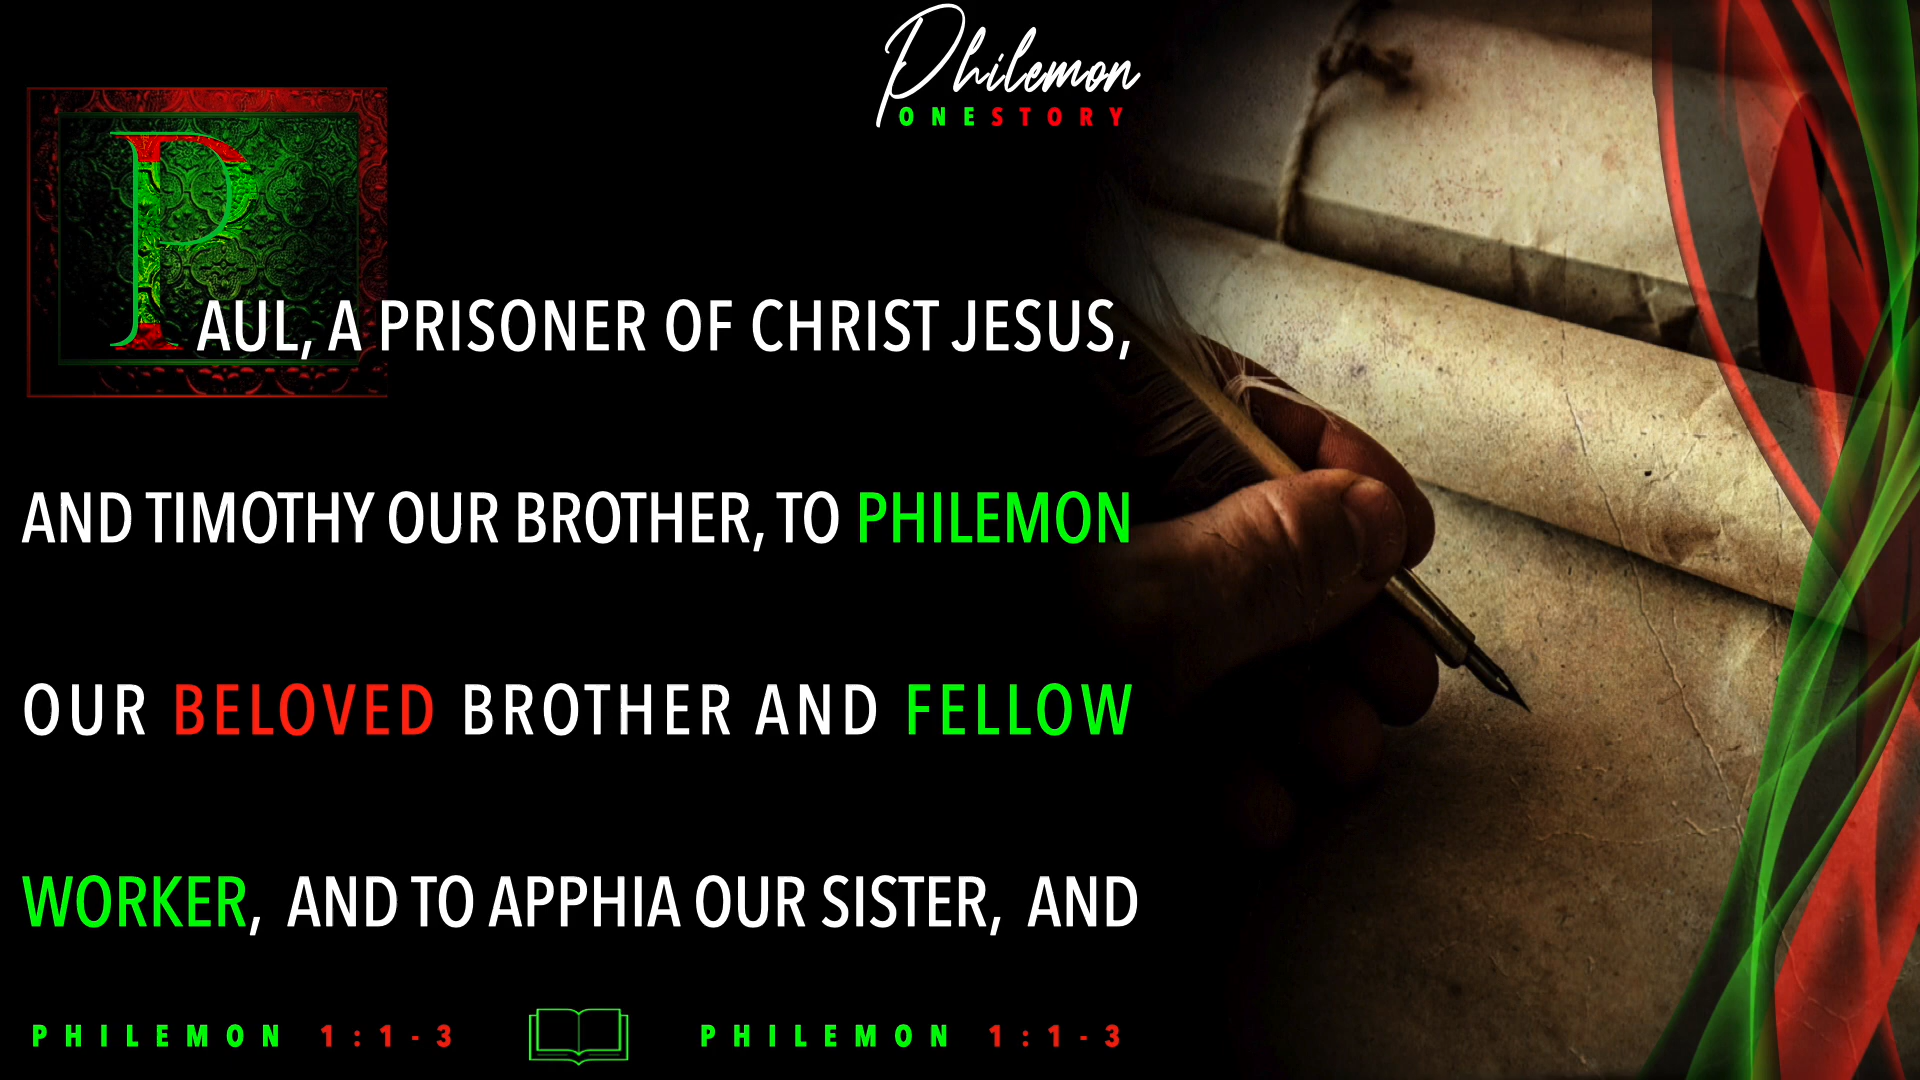 Philemon
ONESTORY
PAUL, A PRISONER OF CHRIST JESUS,
AND TIMOTHY OUR BROTHER, TO PHILEMON
OUR BELOVED BROTHER AND FELLOW
WORKER, AND TO APPHIA OUR SISTER, AND
PHILEMON 1:1-3 PHILEMON 1:1-3